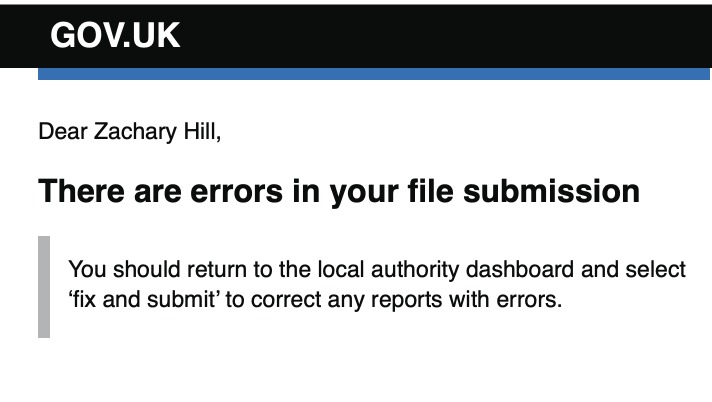 GOV.UK
Dear Zachary Hill,
There are errors in your file submission
You should return to the local authority dashboard and select
‘fix and submit’ to correct any reports with errors.